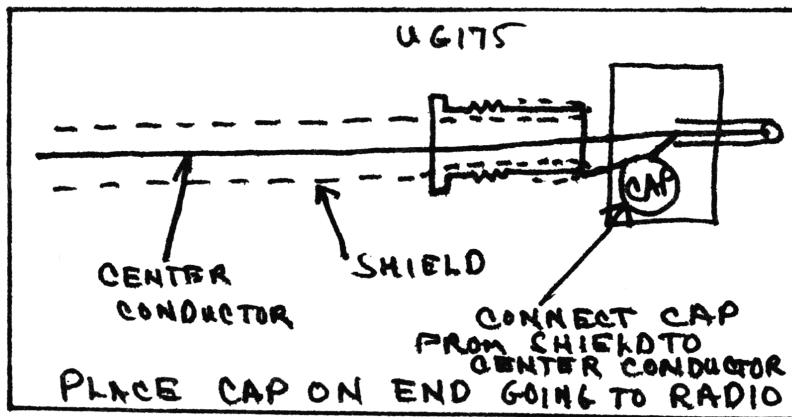 UG175
CAP
CENTER
CONDUCTOR
SHIELD
CONNECT CAP
FROM SHIELD TO
CENTER CONDUCTOR
PLACE CAP ON END GOING TO RADIO